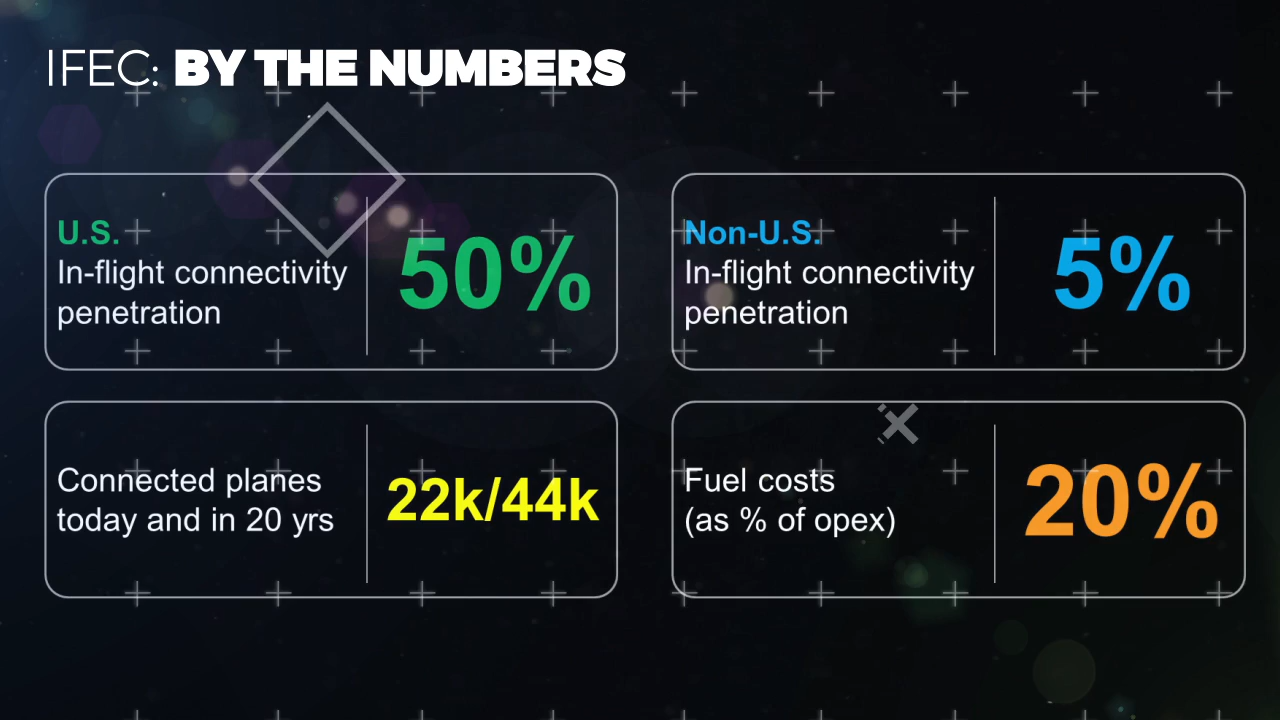 IFEC: BY THE NUMBERS
U.S.
In-flight connectivity
penetration
50%
Non-U.S.
In-flight connectivity
penetration
5%
Connected planes
today and in 20 yrs
22k/44k
Fuel costs
(as % of opex)
20%